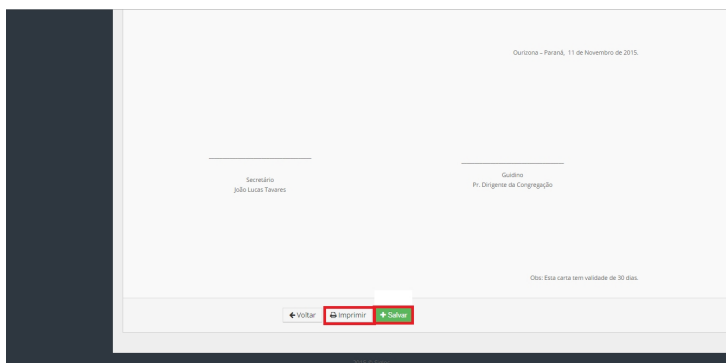 Ourizona – Paraná, 11 de Novembro de 2015.
Secretário
João Lucas Tavares
Guidino
Pr. Dirigente da Congregação
Obs: Esta carta tem validade de 30 dias.
Voltar
Imprimir
+ Salvar